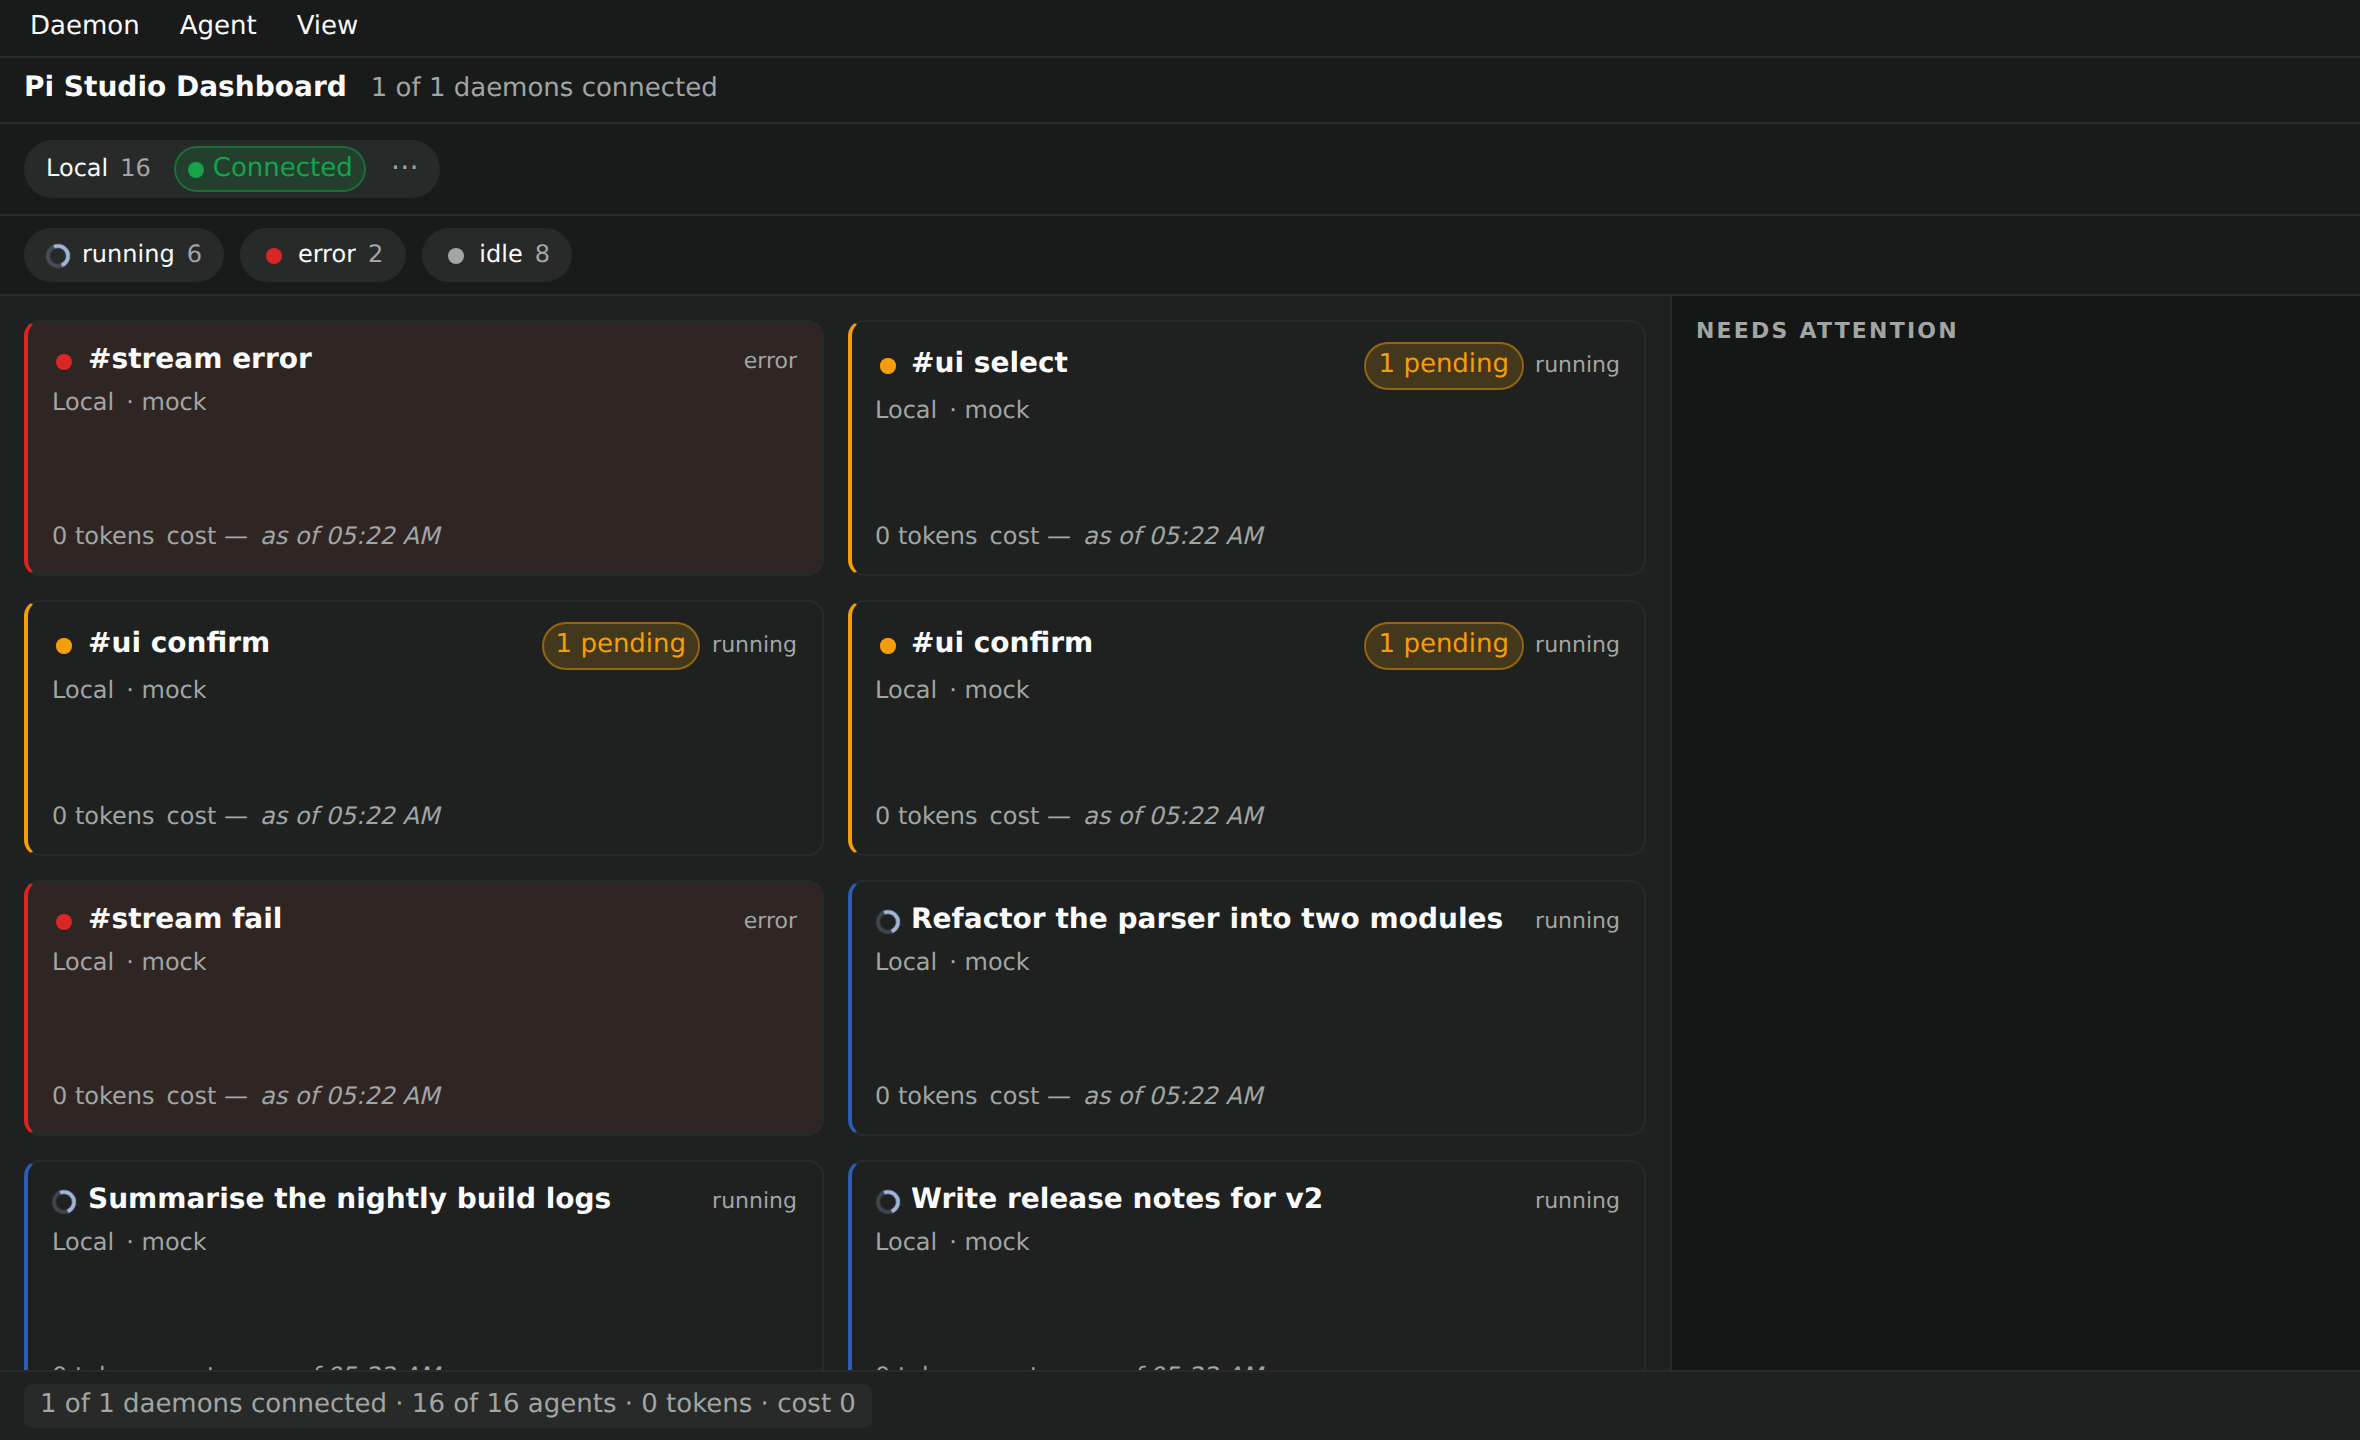 Daemon Agent View
Pi Studio Dashboard 1 of 1 daemons connected
Local 16 Connected ···
running 6 error 2 idle 8
#stream error error
Local · mock
0 tokens cost — as of 05:22 AM
#ui select 1 pending running
Local · mock
0 tokens cost — as of 05:22 AM
NEEDS ATTENTION
#ui confirm 1 pending running
Local · mock
0 tokens cost — as of 05:22 AM
#ui confirm 1 pending running
Local · mock
0 tokens cost — as of 05:22 AM
#stream fail error
Local · mock
0 tokens cost — as of 05:22 AM
Refactor the parser into two modules running
Local · mock
0 tokens cost — as of 05:22 AM
Summarise the nightly build logs running
Local · mock
Write release notes for v2 running
Local · mock
1 of 1 daemons connected · 16 of 16 agents · 0 tokens · cost 0